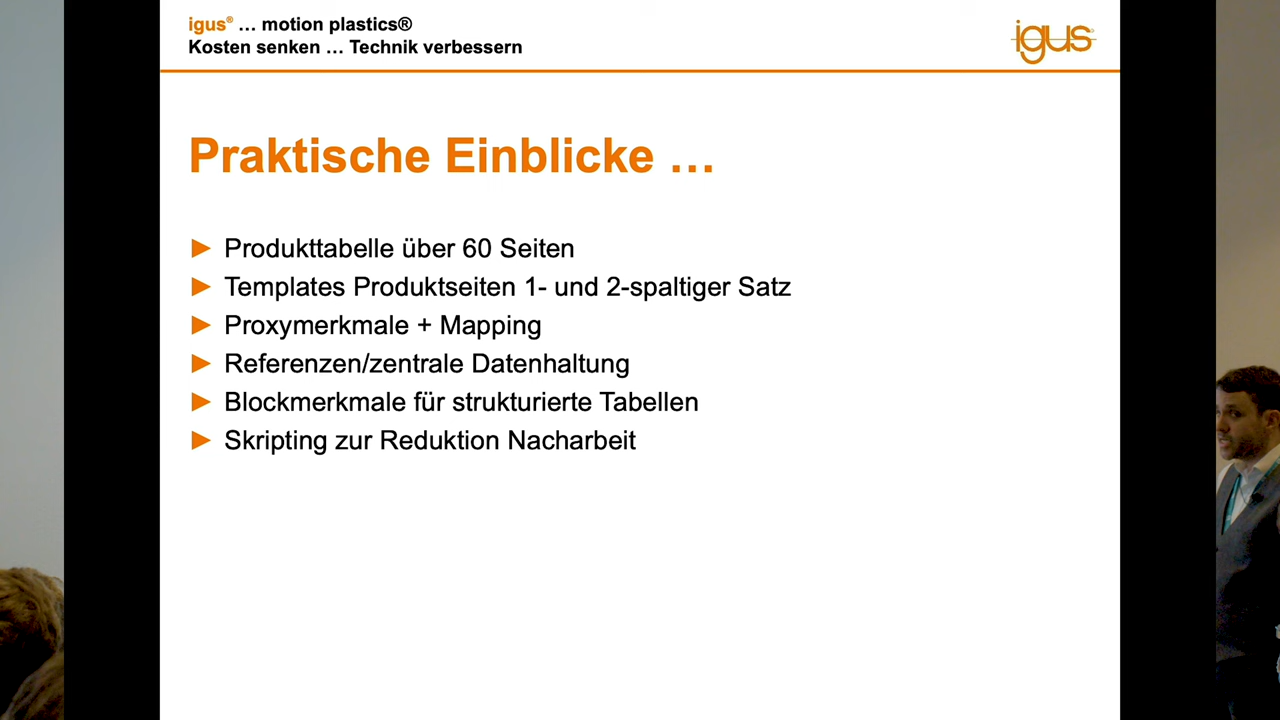 igus® … motion plastics®
Kosten senken … Technik verbessern
igus®
Praktische Einblicke …
► Produkttabelle über 60 Seiten
► Templates Produktseiten 1- und 2-spaltiger Satz
► Proxymerkmale + Mapping
► Referenzen/zentrale Datenhaltung
► Blockmerkmale für strukturierte Tabellen
► Skripting zur Reduktion Nacharbeit